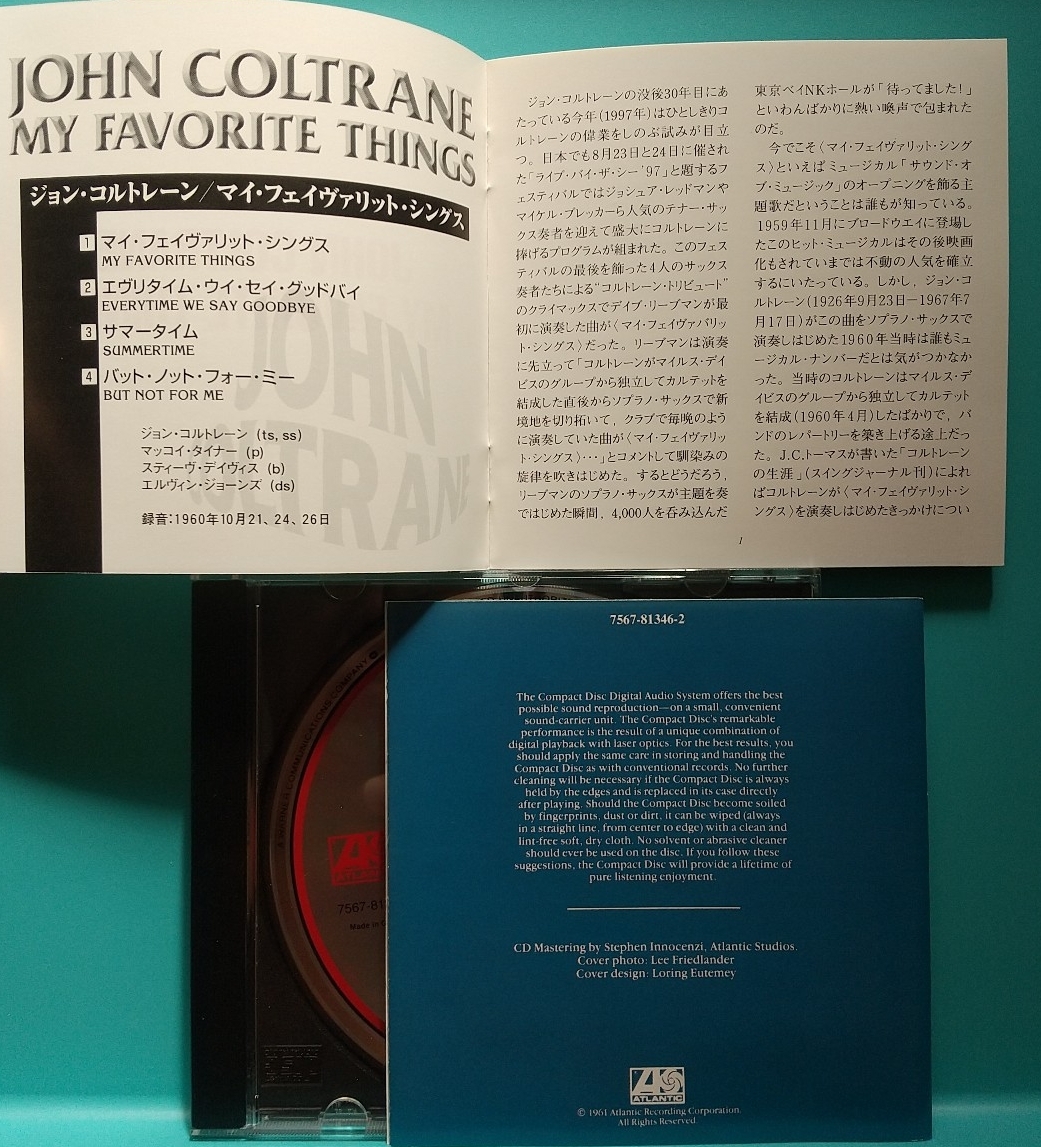 JOHN COLTRANE
MY FAVORITE THINGS
ジョン・コルトレーン/マイ・フェイヴァリット・シングス
1 マイ・フェイヴァリット・シングス
MY FAVORITE THINGS
2 エヴリタイム・ウイ・セイ・グッドバイ
EVERYTIME WE SAY GOODBYE
3 サマータイム
SUMMERTIME
4 バット・ノット・フォー・ミー
BUT NOT FOR ME
JOHN
COLTRANE
ジョン・コルトレーン (ts, ss)
マッコイ・タイナー (p)
スティーヴ・デイヴィス (b)
エルヴィン・ジョーンズ (ds)
録音:1960年10月21、24、26日
ジョン・コルトレーンの没後30年目にあ
たっている今年(1997年)はひとしきりコ
ルトレーンの偉業をしのぶ試みが目立
つ。日本でも8月23日と24日に催され
た「ライブ・バイ・ザ・シー'97」と題するフ
ェスティバルではジョシュア・レッドマンや
マイケル・ブレッカーら人気のテナー・サッ
クス奏者を迎えて盛大にコルトレーンに
捧げるプログラムが組まれた。このフェス
ティバルの最後を飾った4人のサックス
奏者たちによる“コルトレーン・トリビュート”
のクライマックスでデイブ・リーブマンが最
初に演奏した曲が〈マイ・フェイヴァバリッ
ト・シングス〉だった。リーブマンは演奏
に先立って「コルトレーンがマイルス・デイ
ビスのグループから独立してカルテットを
結成した直後からソプラノ・サックスで新
境地を切り拓いて，クラブで毎晩のよう
に演奏していた曲が〈マイ・フェイヴァリッ
ト・シングス〉…」とコメントして馴染みの
旋律を吹きはじめた。するとどうだろう，
リーブマンのソプラノ・サックスが主題を奏
ではじめた瞬間，4,000人を呑み込んだ
東京ベイNKホールが「待ってました！」
といわんばかりに熱い喚声で包まれた
のだ。
今でこそ〈マイ・フェイヴァリット・シング
ス〉といえばミュージカル「サウンド・オ
ブ・ミュージック」のオープニングを飾る主
題歌だということは誰もが知っている。
1959年11月にブロードウエイに登場し
たこのヒット・ミュージカルはその後映画
化もされていまでは不動の人気を確立
するにいたっている。しかし，ジョン・コ
ルトレーン(1926年9月23日—1967年7
月17日)がこの曲をソプラノ・サックスで
演奏しはじめた1960年当時は誰もミュ
ージカル・ナンバーだとは気がつかなか
った。当時のコルトレーンはマイルス・デ
イビスのグループから独立してカルテット
を結成(1960年4月)したばかりで，バ
ンドのレパートリーを築き上げる途上だっ
た。J.C.トーマスが書いた「コルトレーン
の生涯」(スイングジャーナル刊)によれ
ばコルトレーンが〈マイ・フェイヴァリット・シ
ングス〉を演奏しはじめたきっかけについ
1
A WARNER COMMUNICATIONS COMPANY
ATLANTIC
7567-81
Made in G
7567-81346-2
The Compact Disc Digital Audio System offers the best
possible sound reproduction—on a small, convenient
sound-carrier unit. The Compact Disc's remarkable
performance is the result of a unique combination of
digital playback with laser optics. For the best results, you
should apply the same care in storing and handling the
Compact Disc as with conventional records. No further
cleaning will be necessary if the Compact Disc is always
held by the edges and is replaced in its case directly
after playing. Should the Compact Disc become soiled
by fingerprints, dust or dirt, it can be wiped (always
in a straight line, from center to edge) with a clean and
lint-free soft, dry cloth. No solvent or abrasive cleaner
should ever be used on the disc. If you follow these
suggestions, the Compact Disc will provide a lifetime of
pure listening enjoyment.
CD Mastering by Stephen Innocenzi, Atlantic Studios.
Cover photo: Lee Friedlander
Cover design: Loring Eutemey
ATLANTIC
© 1961 Atlantic Recording Corporation.
All Rights Reserved.